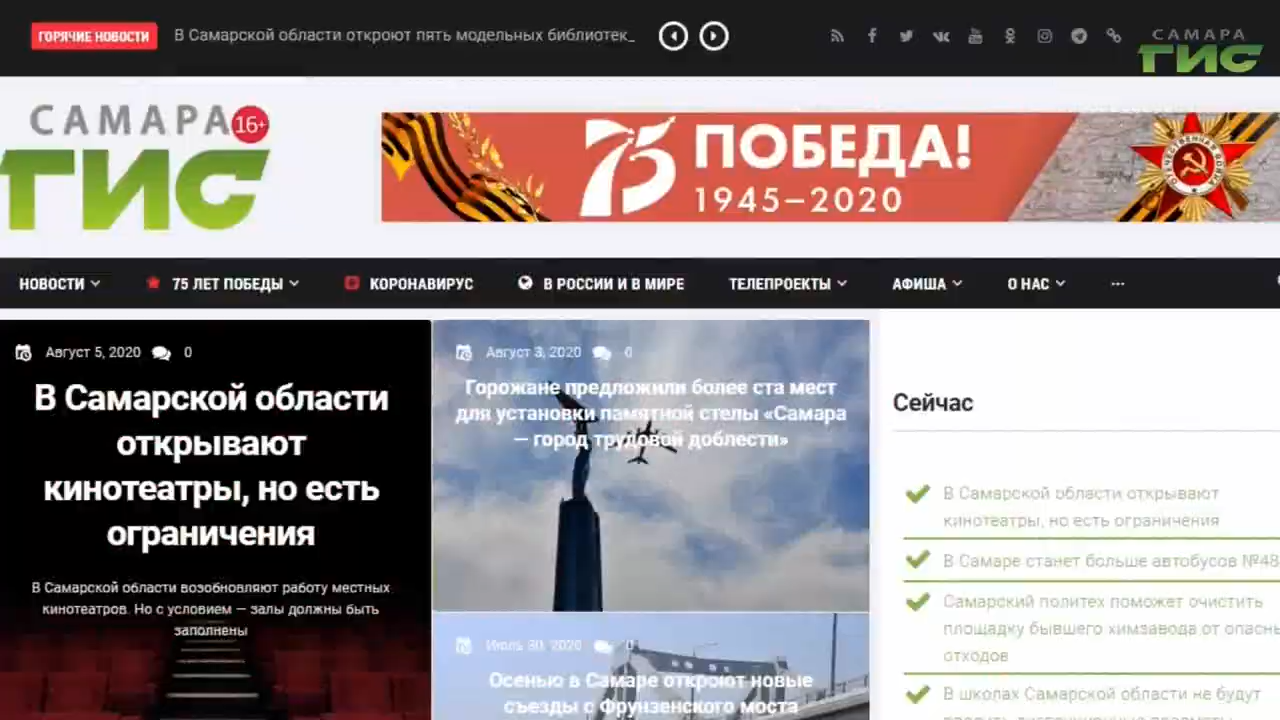 ГОРЯЧИЕ НОВОСТИ
В Самарской области откроют пять модельных библиотек_
САМАРА
ГИС
САМАРА 16+
ГИС
75 ПОБЕДА!
1945–2020
ОТЕЧЕСТВЕННАЯ ВОЙНА
НОВОСТИ
75 ЛЕТ ПОБЕДЫ
КОРОНАВИРУС
В РОССИИ И В МИРЕ
ТЕЛЕПРОЕКТЫ
АФИША
О НАС
...
Август 5, 2020 0
В Самарской области
открывают
кинотеатры, но есть
ограничения
В Самарской области возобновляют работу местных
кинотеатров. Но с условием — залы должны быть
заполнены
Август 3, 2020 0
Горожане предложили более ста мест
для установки памятной стелы «Самара
— город трудовой доблести»
Июль 30, 2020 0
Осенью в Самаре откроют новые
съезды с Фрунзенского моста
Сейчас
В Самарской области открывают
кинотеатры, но есть ограничения
В Самаре станет больше автобусов №48
Самарский политех поможет очистить
площадку бывшего химзавода от опасны
отходов
В школах Самарской области не будут